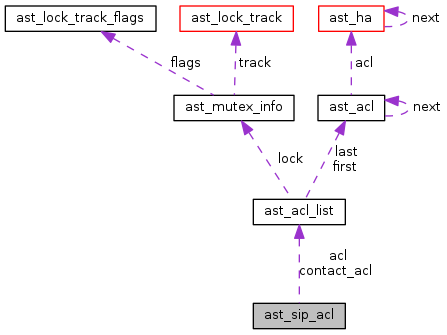 ast_lock_track_flags
ast_lock_track
ast_ha
next
flags
track
acl
ast_mutex_info
ast_acl
next
lock
last
first
ast_acl_list
acl
contact_acl
ast_sip_acl